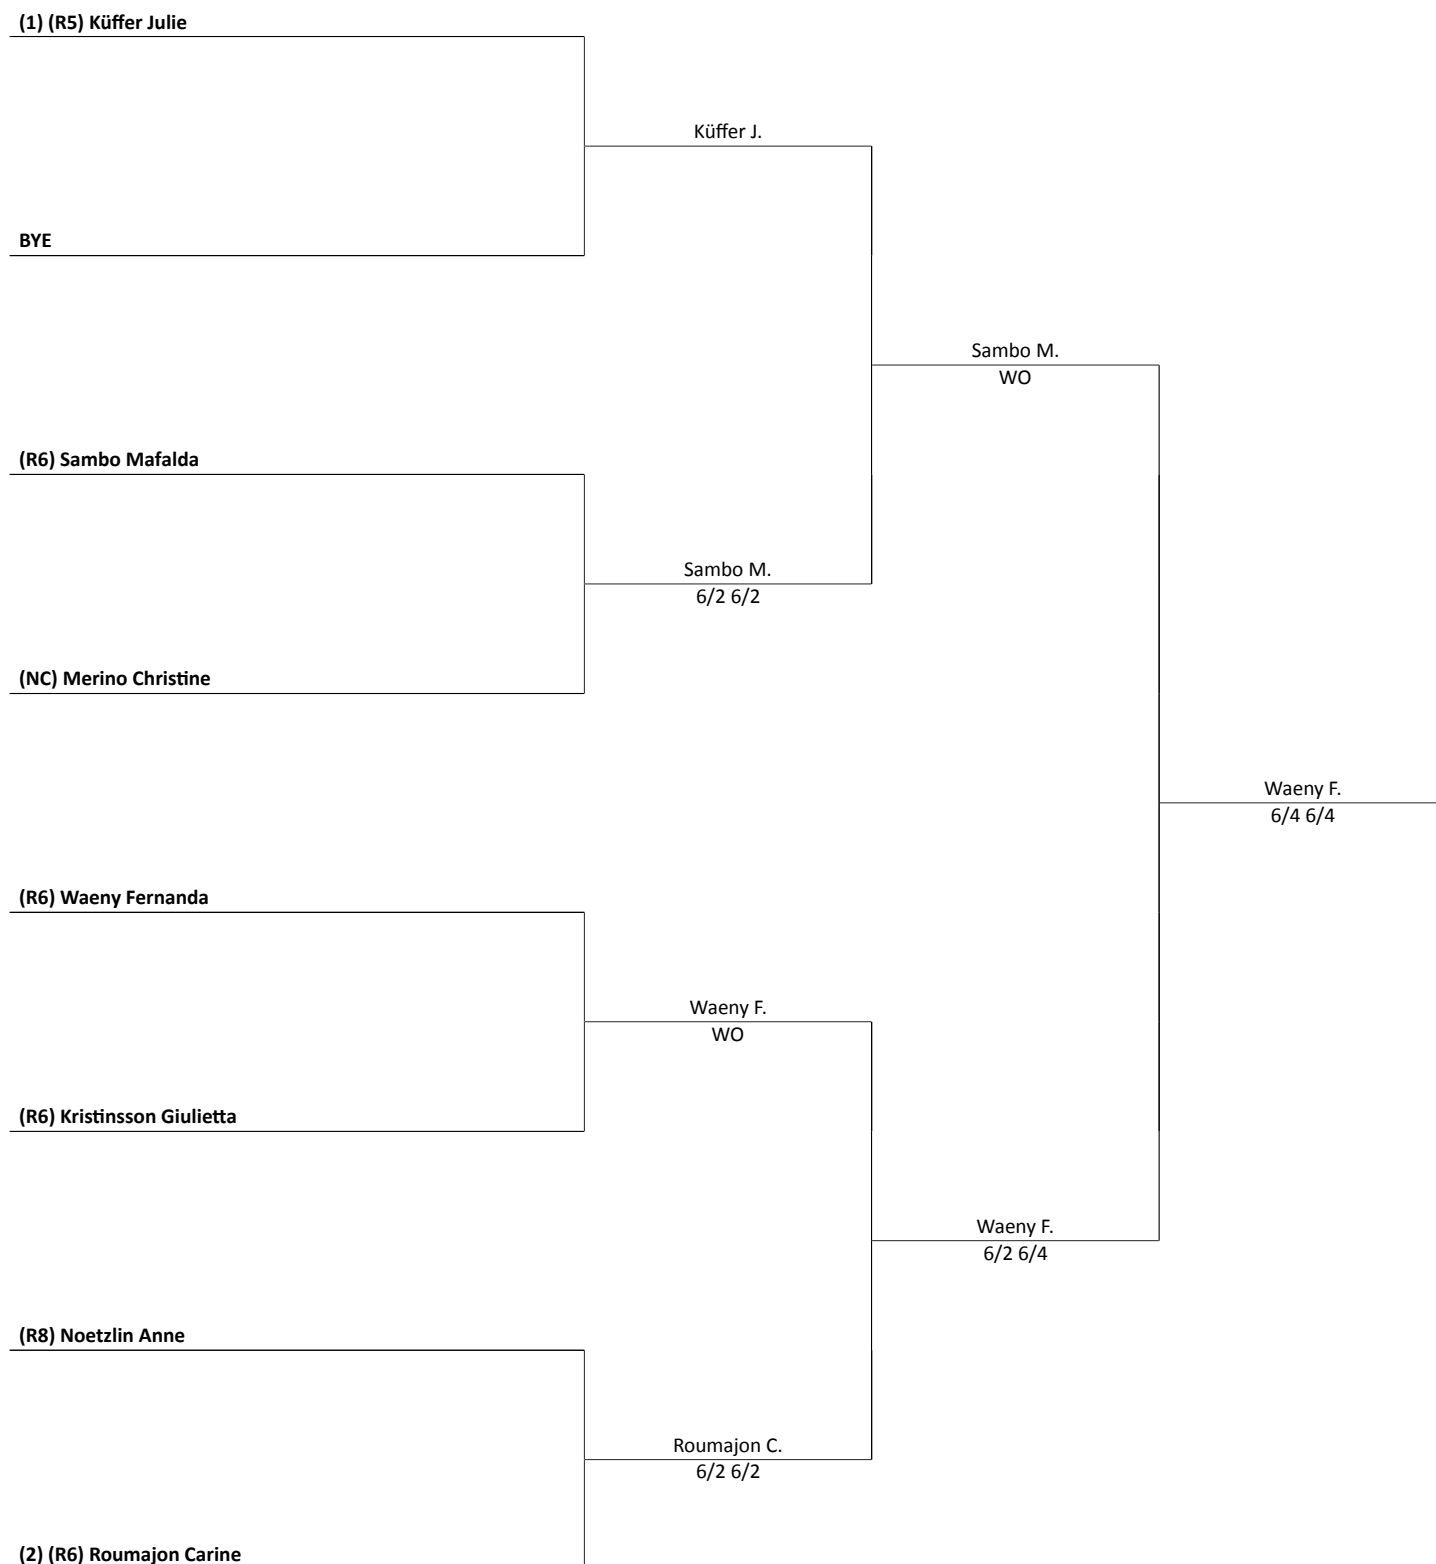 (1) (R5) Küffer Julie
Küffer J.
BYE
Sambo M.
WO
(R6) Sambo Mafalda
Sambo M.
6/2 6/2
(NC) Merino Christine
Waeny F.
6/4 6/4
(R6) Waeny Fernanda
Waeny F.
WO
(R6) Kristinsson Giulietta
Waeny F.
6/2 6/4
(R8) Noetzlin Anne
Roumajon C.
6/2 6/2
(2) (R6) Roumajon Carine